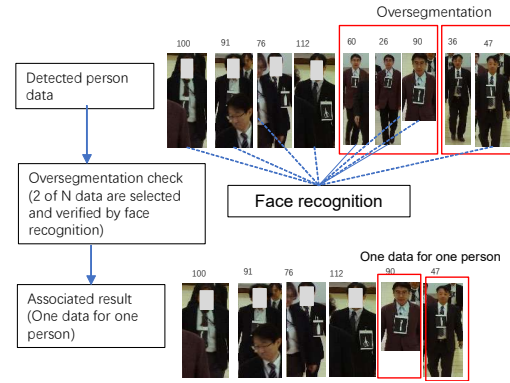 Oversegmentation
100 91 76 112 60 26 90 36 47
Detected person
data
Oversegmentation check
(2 of N data are selected
and verified by face
recognition)
Face recognition
One data for one person
100 91 76 112 90 47
Associated result
(One data for one
person)